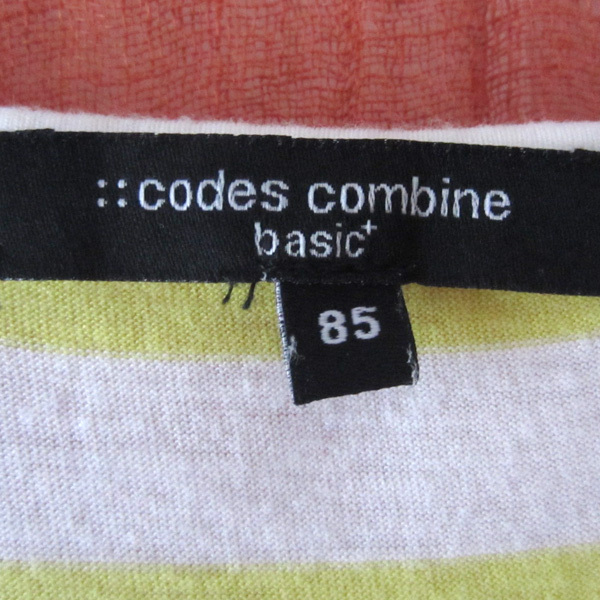 ::codes combine
basic+
85